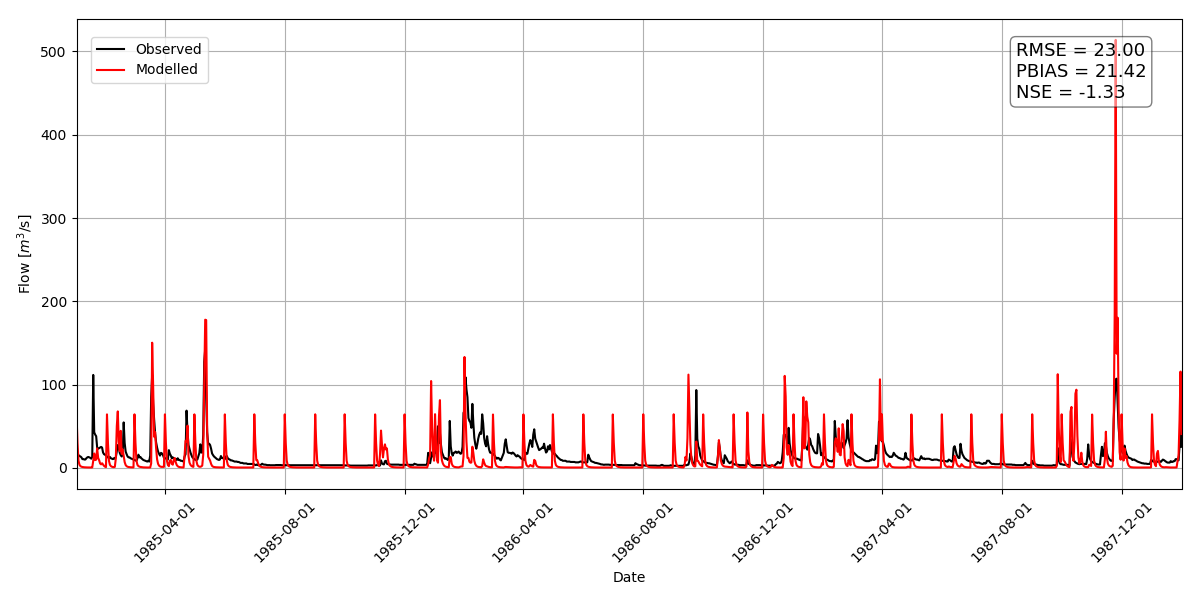 500
400
300
200
100
0
Flow [m³/s]
Observed
Modelled
RMSE = 23.00
PBIAS = 21.42
NSE = -1.33
1985-04-01
1985-08-01
1985-12-01
1986-04-01
1986-08-01
1986-12-01
1987-04-01
1987-08-01
1987-12-01
Date